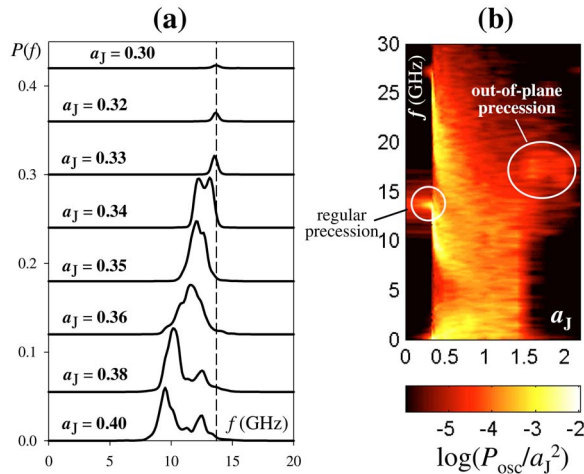 (a)
P(f)
0.4
0.3
0.2
0.1
0.0
a_J = 0.30
a_J = 0.32
a_J = 0.33
a_J = 0.34
a_J = 0.35
a_J = 0.36
a_J = 0.38
a_J = 0.40
f (GHz)
0 5 10 15 20
(b)
f (GHz)
30
25
20
15
10
5
0
out-of-plane
precession
regular
precession
a_J
0 0.5 1 1.5 2
-5 -4 -3 -2
log(P_osc/a_J^2)